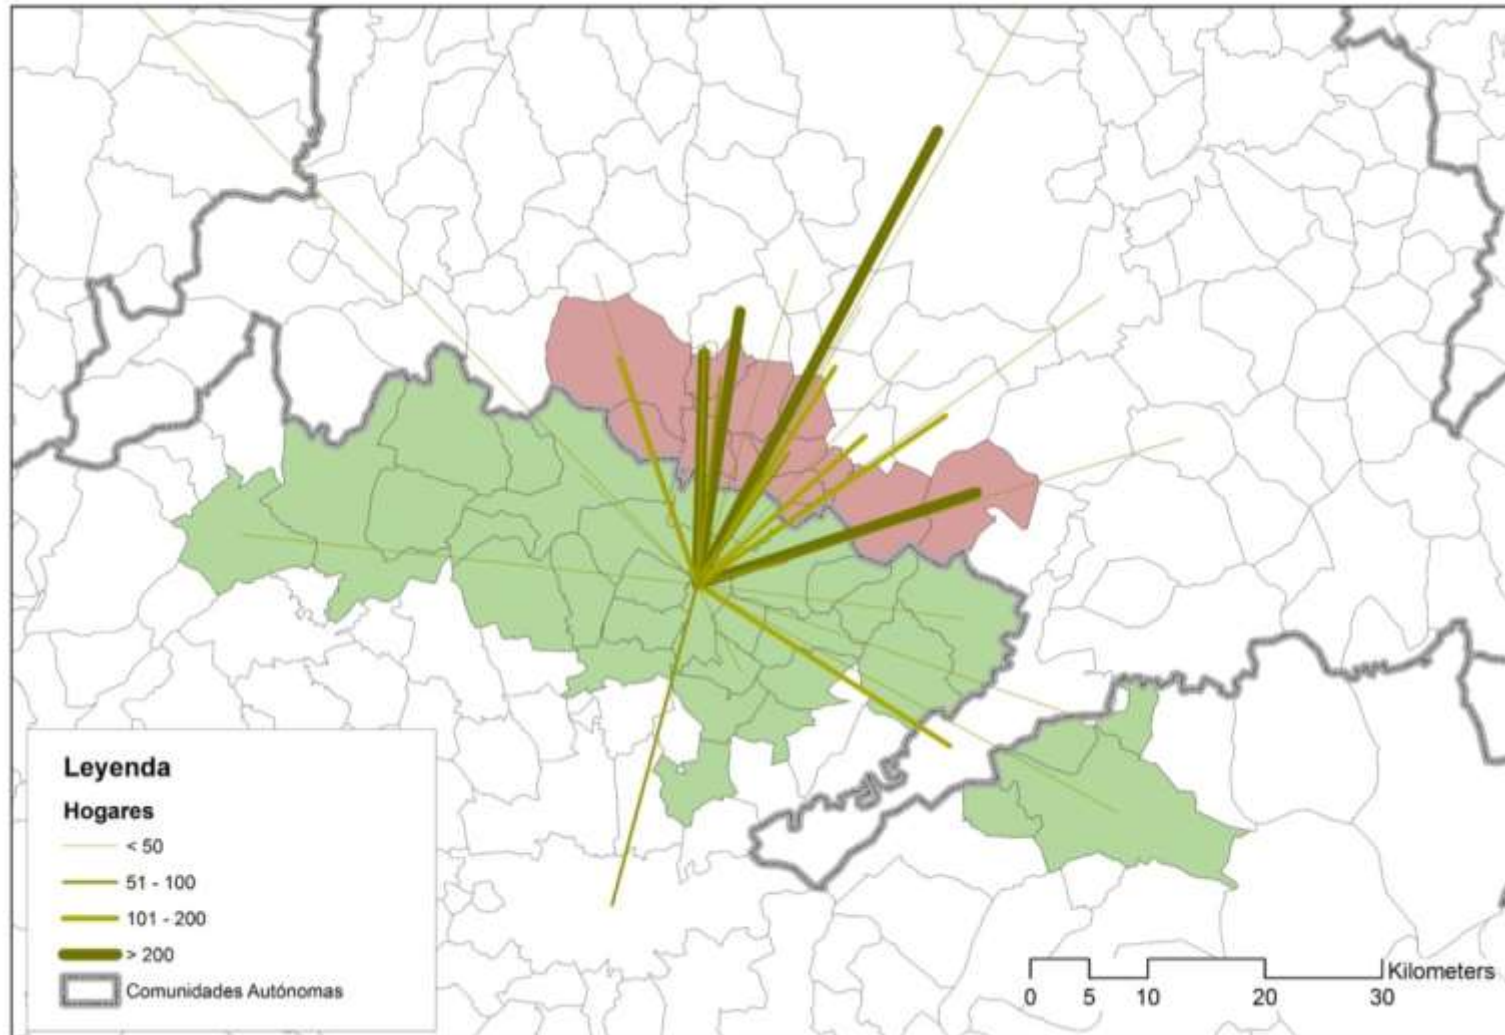 Leyenda
Hogares
< 50
51 - 100
101 - 200
> 200
Comunidades Autónomas
Kilometers
0 5 10 20 30